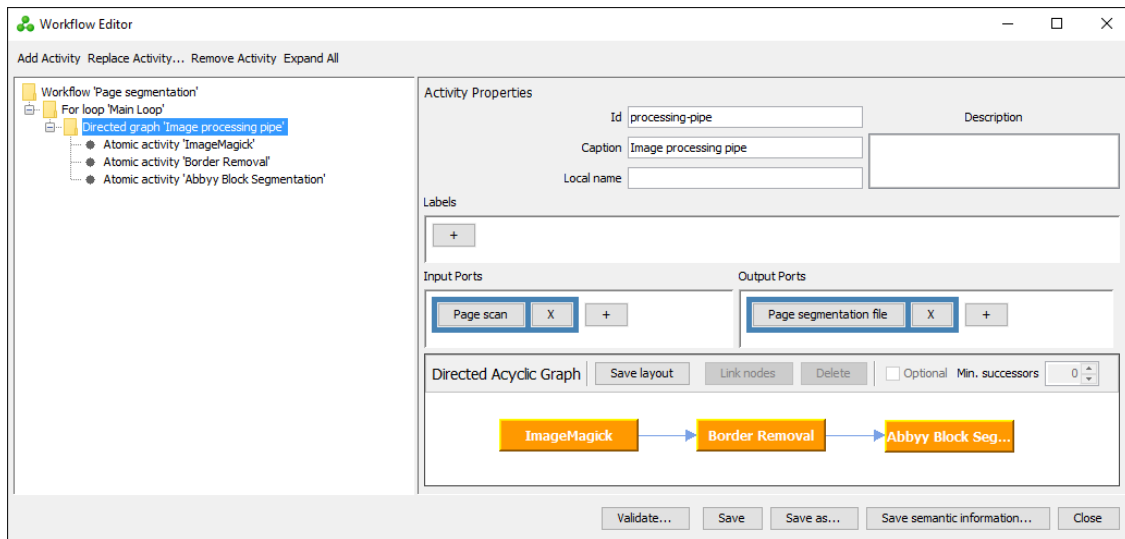 Workflow Editor
Add Activity Replace Activity... Remove Activity Expand All
Workflow 'Page segmentation'
For loop 'Main Loop'
Directed graph 'Image processing pipe'
Atomic activity 'ImageMagick'
Atomic activity 'Border Removal'
Atomic activity 'Abbyy Block Segmentation'
Activity Properties
Id processing-pipe
Description
Caption Image processing pipe
Local name
Labels
+
Input Ports
Output Ports
Page scan X +
Page segmentation file X +
Directed Acyclic Graph Save layout Link nodes Delete Optional Min. successors 0
ImageMagick Border Removal Abbyy Block Seg...
Validate... Save Save as... Save semantic information... Close